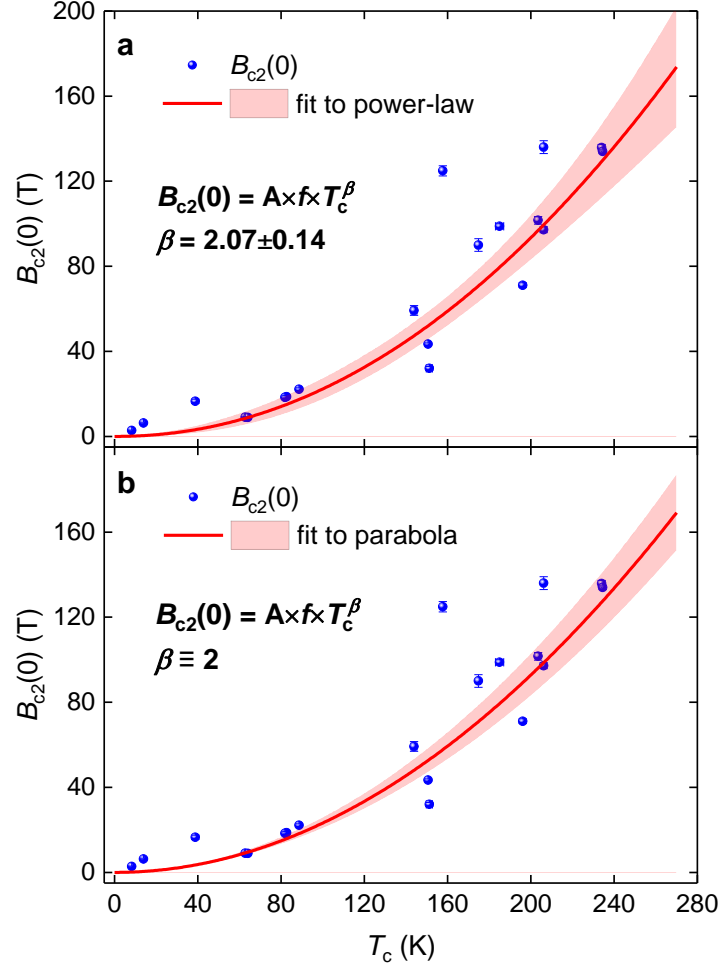 200
a
B_c2(0)
fit to power-law
160
B_c2(0) = A×f×T_c^β
β = 2.07±0.14
120
B_c2(0) (T)
80
40
0
b
B_c2(0)
fit to parabola
160
B_c2(0) = A×f×T_c^β
β ≡ 2
120
B_c2(0) (T)
80
40
0
0 40 80 120 160 200 240 280
T_c (K)